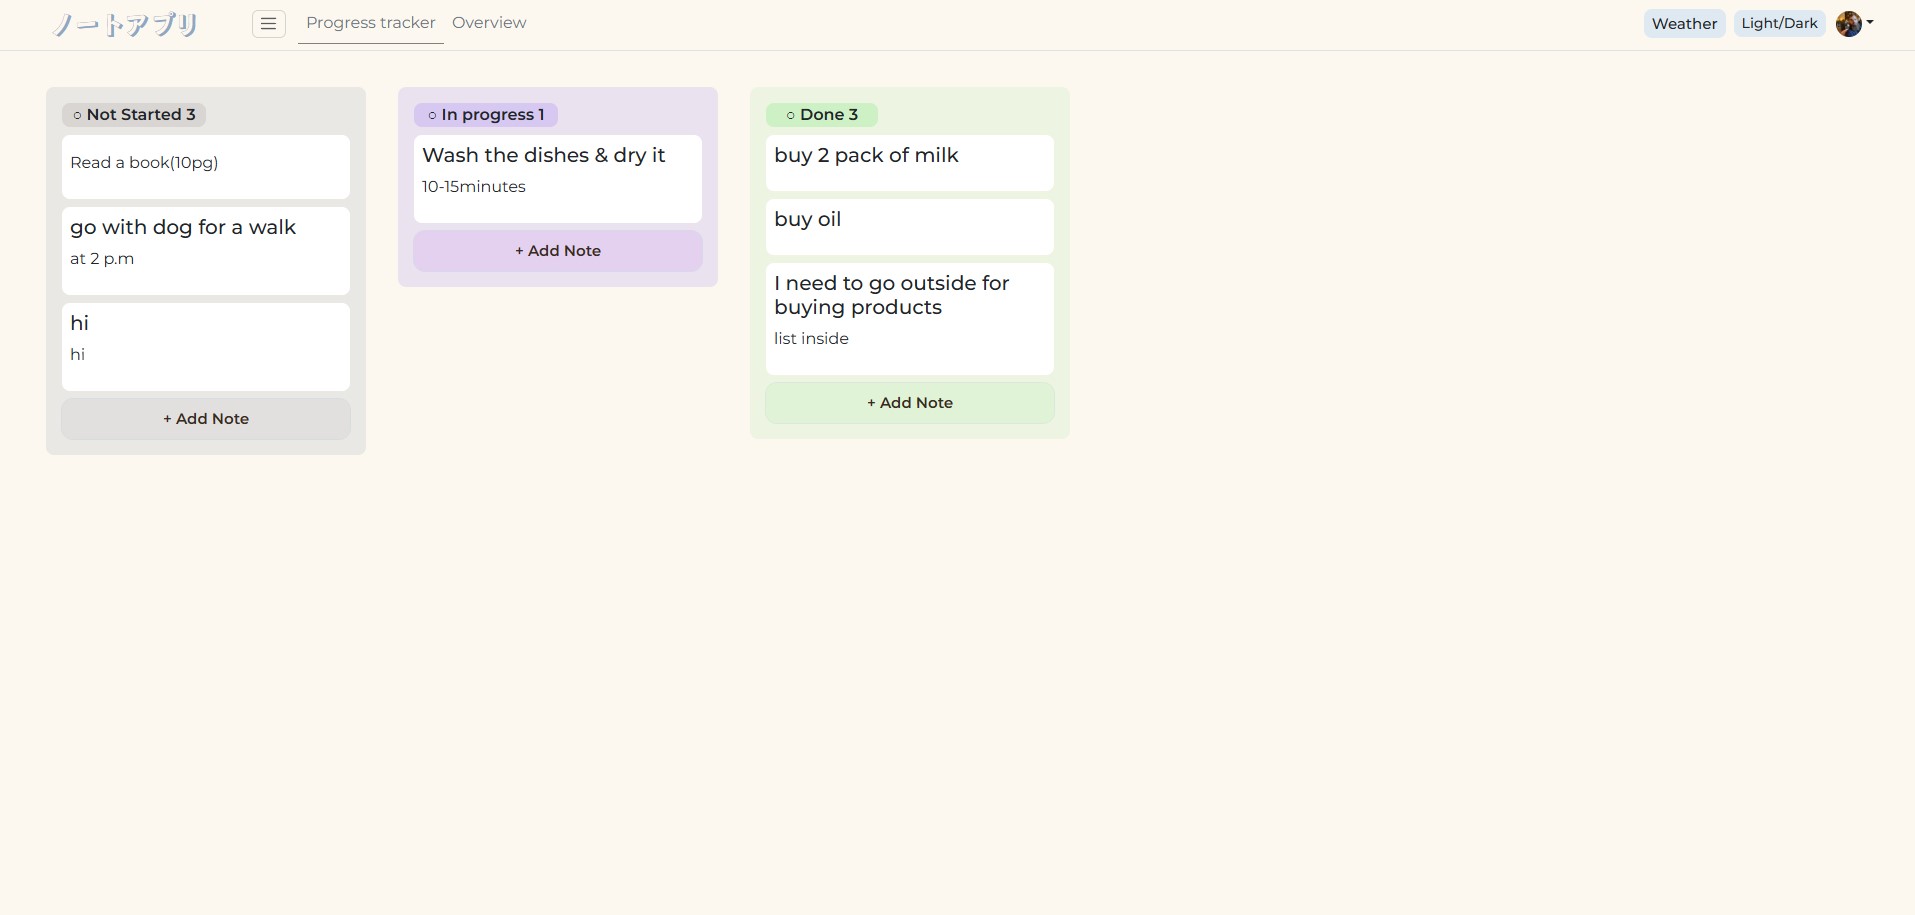 ノートアプリ
Progress tracker
Overview
Weather
Light/Dark
○ Not Started 3
Read a book(10pg)
go with dog for a walk
at 2 p.m
hi
hi
+ Add Note
○ In progress 1
Wash the dishes & dry it
10-15minutes
+ Add Note
○ Done 3
buy 2 pack of milk
buy oil
I need to go outside for
buying products
list inside
+ Add Note